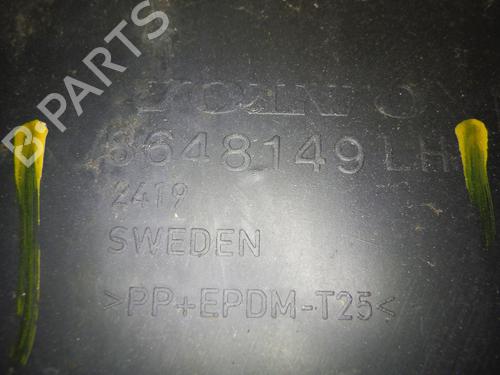 8648149 LH
2419
SWEDEN
>PP+EPDM-T25<
B-PARTS